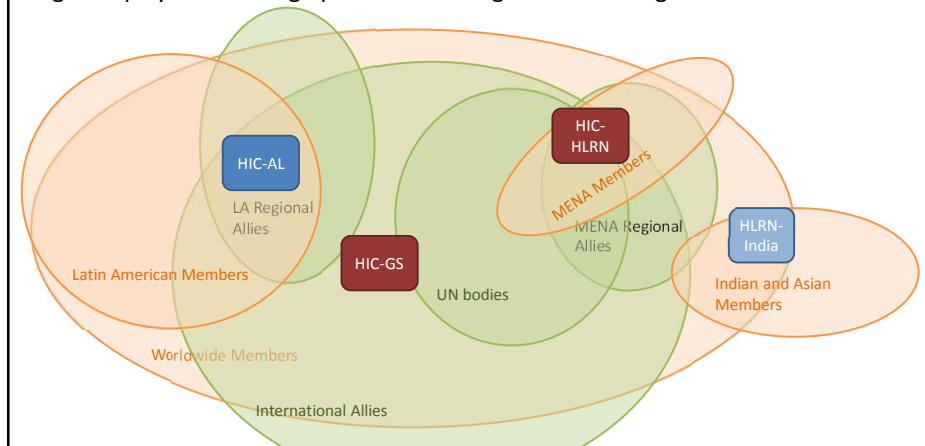 HIC-
HLRN
HIC-AL
MENA Members
LA Regional
Allies
MENA Regional
Allies
HLRN-
India
HIC-GS
Latin American Members
UN bodies
Indian and Asian
Members
Worldwide Members
International Allies